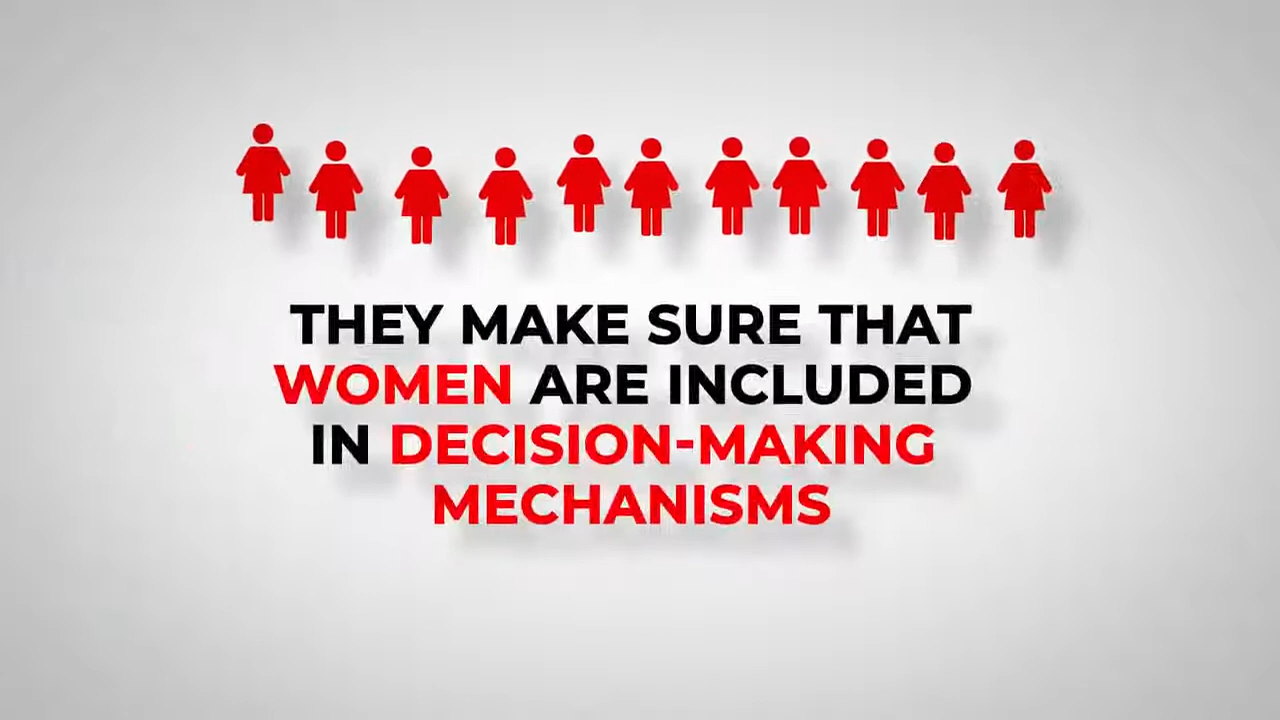 THEY MAKE SURE THAT
WOMEN ARE INCLUDED
IN DECISION-MAKING
MECHANISMS